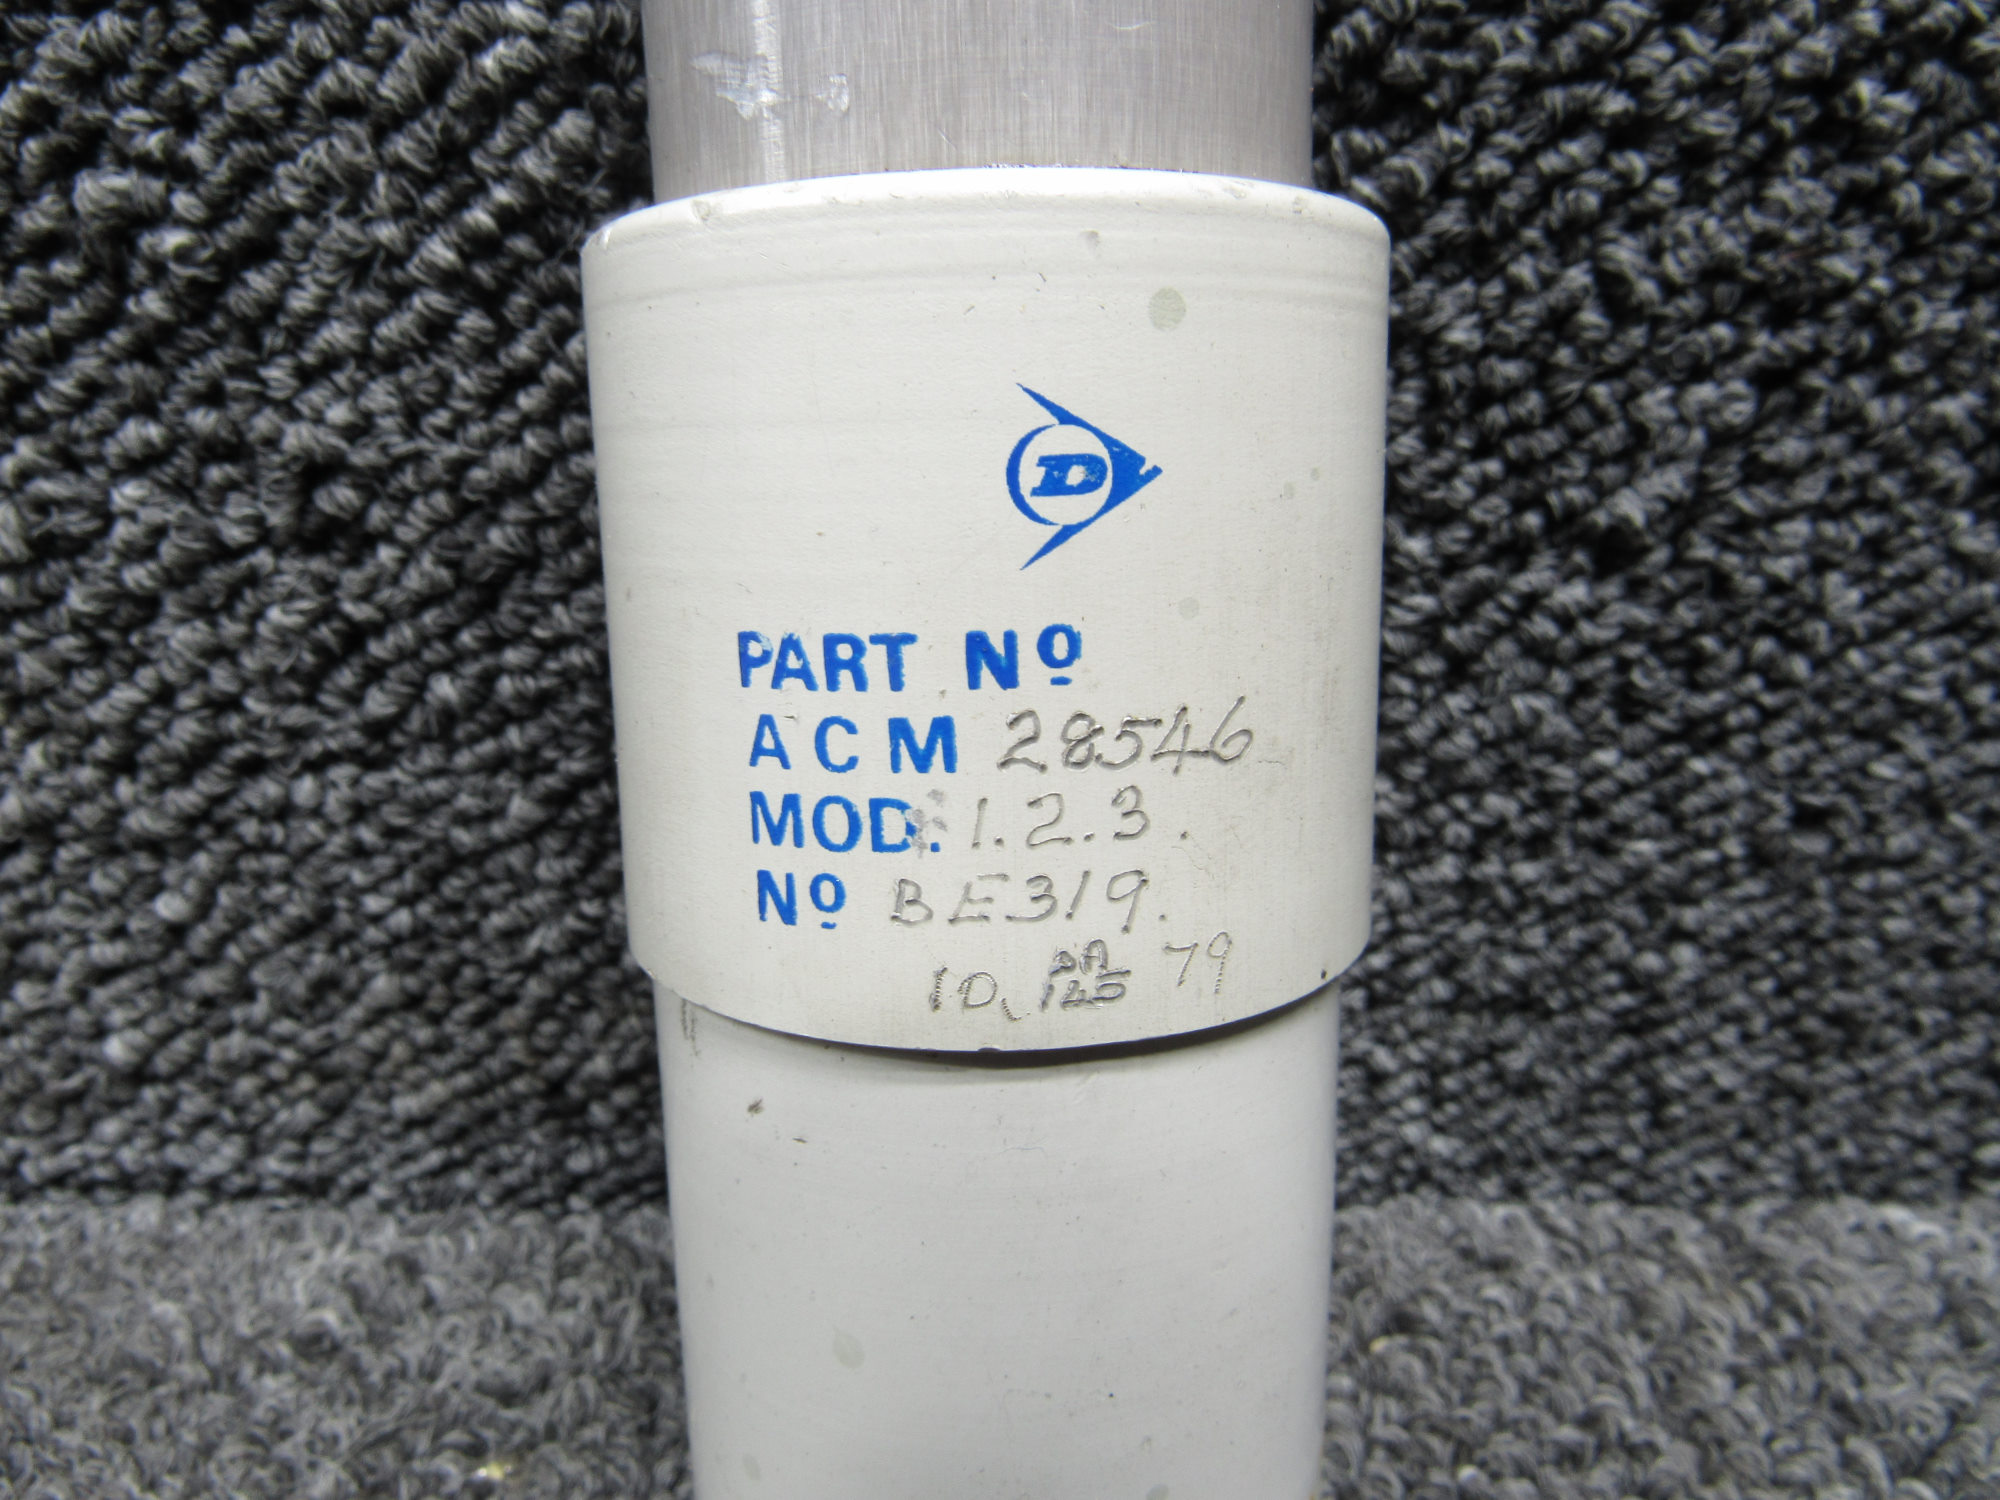 D
PART Nº
ACM 28546
MOD. 1.2.3.
Nº BE319.
10 79